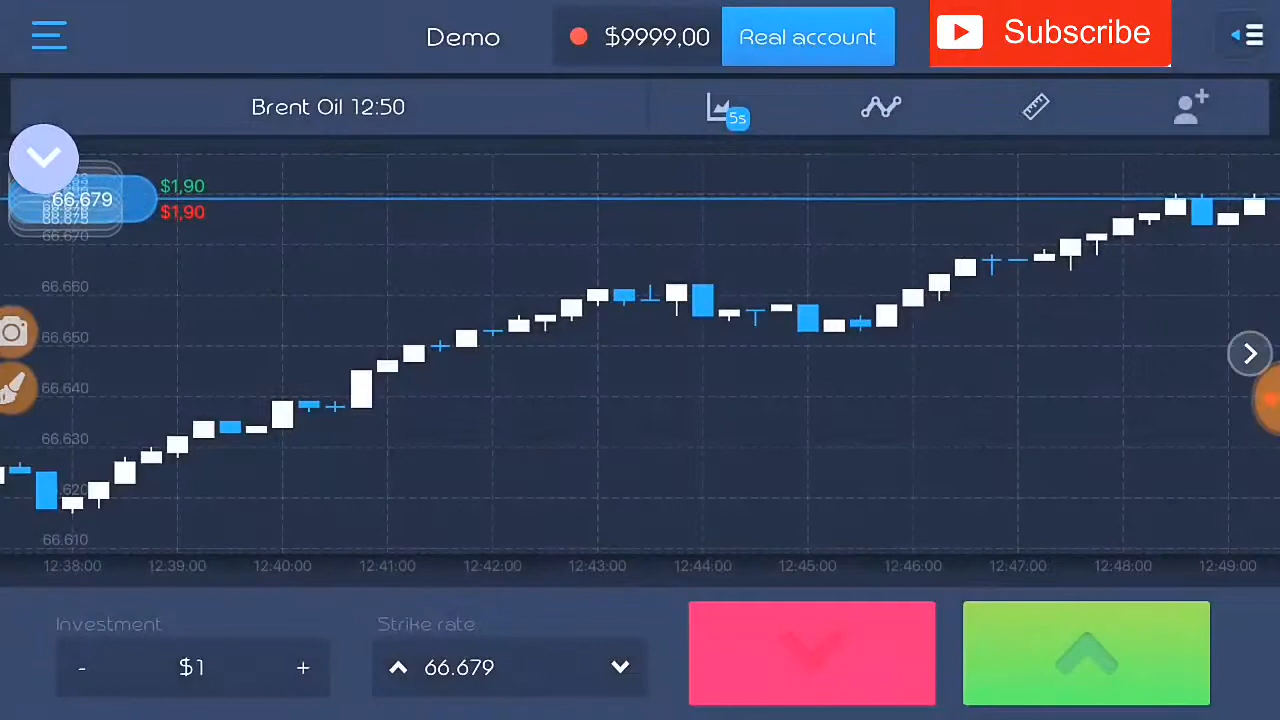 Demo
$9999,00
Real account
Subscribe
Brent Oil 12:50
5s
66.679
$1,90
$1,90
66.670
66.660
66.650
66.640
66.630
.620
66.610
12:38:00 12:39:00 12:40:00 12:41:00 12:42:00 12:43:00 12:44:00 12:45:00 12:46:00 12:47:00 12:48:00 12:49:00
Investment
Strike rate
- $1 +
66.679